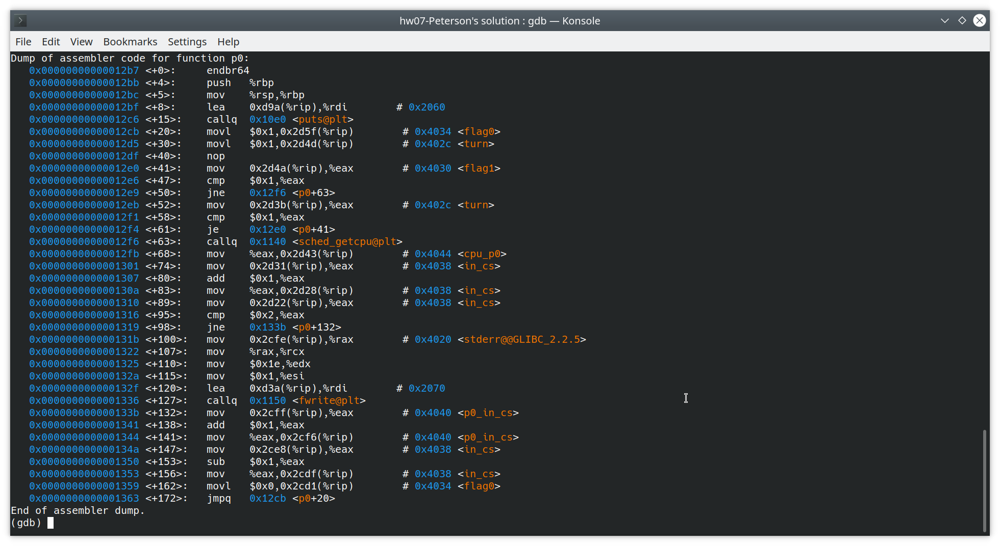 hw07-Peterson's solution : gdb — Konsole
File Edit View Bookmarks Settings Help
Dump of assembler code for function p0:
   0x00000000000012b7 <+0>:     endbr64
   0x00000000000012bb <+4>:     push   %rbp
   0x00000000000012bc <+5>:     mov    %rsp,%rbp
   0x00000000000012bf <+8>:     lea    0xd9a(%rip),%rdi        # 0x2060
   0x00000000000012c6 <+15>:    callq  0x10e0 <puts@plt>
   0x00000000000012cb <+20>:    movl   $0x1,0x2d5f(%rip)        # 0x4034 <flag0>
   0x00000000000012d5 <+30>:    movl   $0x1,0x2d4d(%rip)        # 0x402c <turn>
   0x00000000000012df <+40>:    nop
   0x00000000000012e0 <+41>:    mov    0x2d4a(%rip),%eax        # 0x4030 <flag1>
   0x00000000000012e6 <+47>:    cmp    $0x1,%eax
   0x00000000000012e9 <+50>:    jne    0x12f6 <p0+63>
   0x00000000000012eb <+52>:    mov    0x2d3b(%rip),%eax        # 0x402c <turn>
   0x00000000000012f1 <+58>:    cmp    $0x1,%eax
   0x00000000000012f4 <+61>:    je     0x12e0 <p0+41>
   0x00000000000012f6 <+63>:    callq  0x1140 <sched_getcpu@plt>
   0x00000000000012fb <+68>:    mov    %eax,0x2d43(%rip)        # 0x4044 <cpu_p0>
   0x0000000000001301 <+74>:    mov    0x2d31(%rip),%eax        # 0x4038 <in_cs>
   0x0000000000001307 <+80>:    add    $0x1,%eax
   0x000000000000130a <+83>:    mov    %eax,0x2d28(%rip)        # 0x4038 <in_cs>
   0x0000000000001310 <+89>:    mov    0x2d22(%rip),%eax        # 0x4038 <in_cs>
   0x0000000000001316 <+95>:    cmp    $0x2,%eax
   0x0000000000001319 <+98>:    jne    0x133b <p0+132>
   0x000000000000131b <+100>:   mov    0x2cfe(%rip),%rax        # 0x4020 <stderr@@GLIBC_2.2.5>
   0x0000000000001322 <+107>:   mov    %rax,%rcx
   0x0000000000001325 <+110>:   mov    $0x1e,%edx
   0x000000000000132a <+115>:   mov    $0x1,%esi
   0x000000000000132f <+120>:   lea    0xd3a(%rip),%rdi        # 0x2070
   0x0000000000001336 <+127>:   callq  0x1150 <fwrite@plt>
   0x000000000000133b <+132>:   mov    0x2cff(%rip),%eax        # 0x4040 <p0_in_cs>
   0x0000000000001341 <+138>:   add    $0x1,%eax
   0x0000000000001344 <+141>:   mov    %eax,0x2cf6(%rip)        # 0x4040 <p0_in_cs>
   0x000000000000134a <+147>:   mov    0x2ce8(%rip),%eax        # 0x4038 <in_cs>
   0x0000000000001350 <+153>:   sub    $0x1,%eax
   0x0000000000001353 <+156>:   mov    %eax,0x2cdf(%rip)        # 0x4038 <in_cs>
   0x0000000000001359 <+162>:   movl   $0x0,0x2cd1(%rip)        # 0x4034 <flag0>
   0x0000000000001363 <+172>:   jmpq   0x12cb <p0+20>
End of assembler dump.
(gdb)